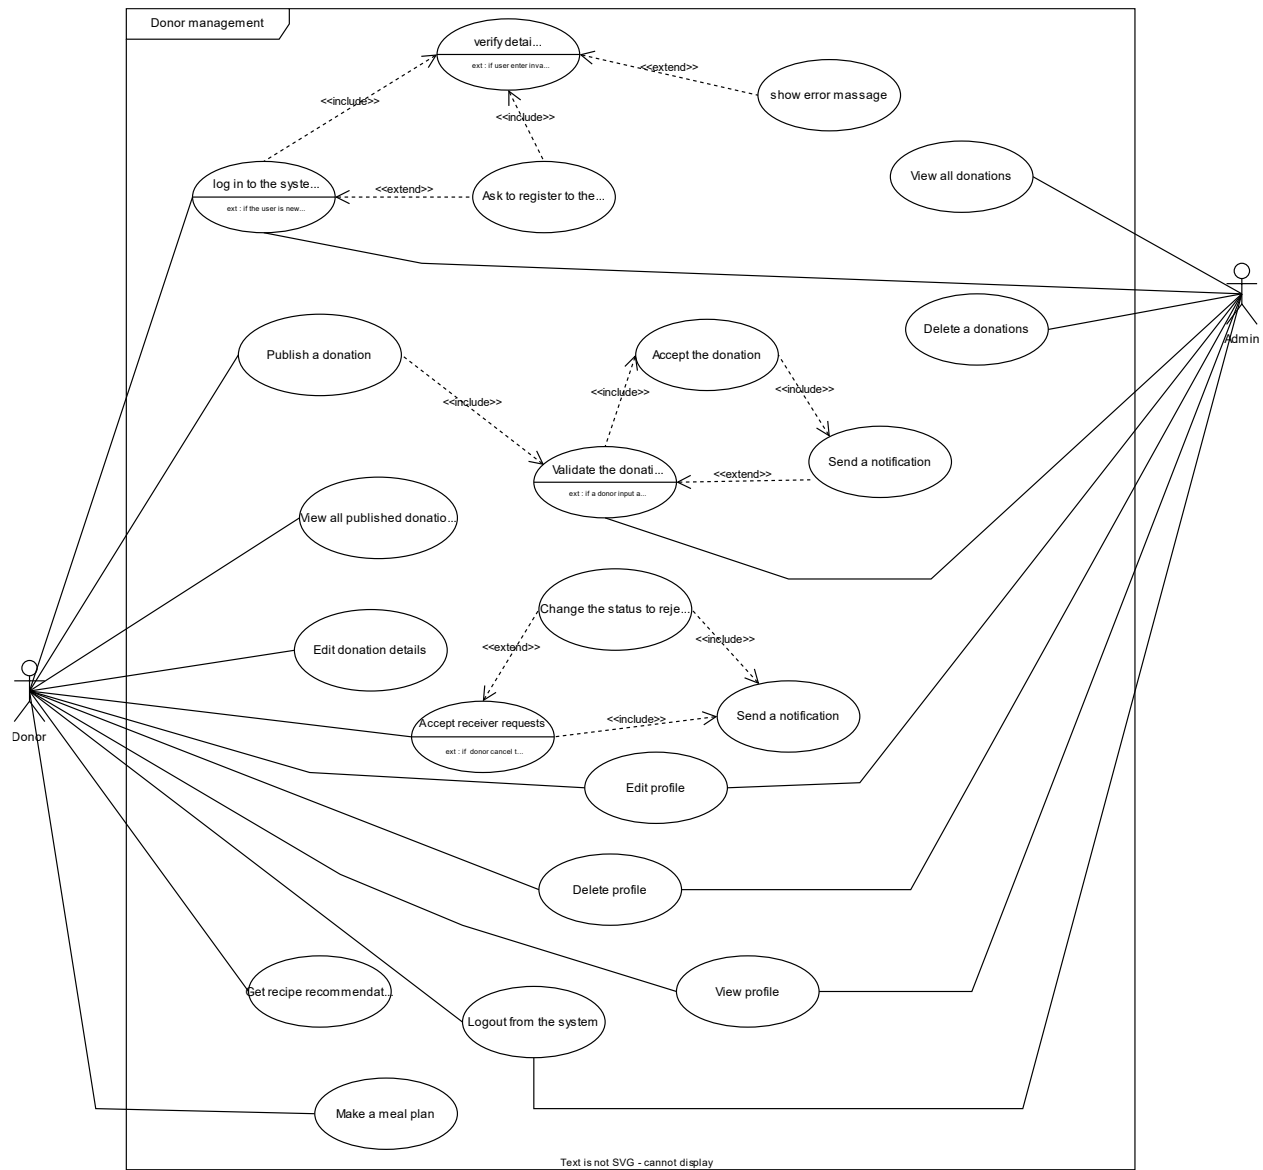 Donor management
verify detai...
ext : if user enter inva...
<<extend>>
show error massage
<<include>>
<<include>>
View all donations
log in to the syste...
ext : if the user is new...
<<extend>>
Ask to register to the...
Delete a donations
Admin
Publish a donation
Accept the donation
<<include>>
<<include>>
<<include>>
Send a notification
Validate the donati...
ext : if a donor input a...
<<extend>>
View all published donatio...
Change the status to reje...
Edit donation details
<<extend>>
<<include>>
Donor
Accept receiver requests
ext : if donor cancel t...
<<include>>
Send a notification
Edit profile
Delete profile
Get recipe recommendat...
View profile
Logout from the system
Make a meal plan
Text is not SVG - cannot display